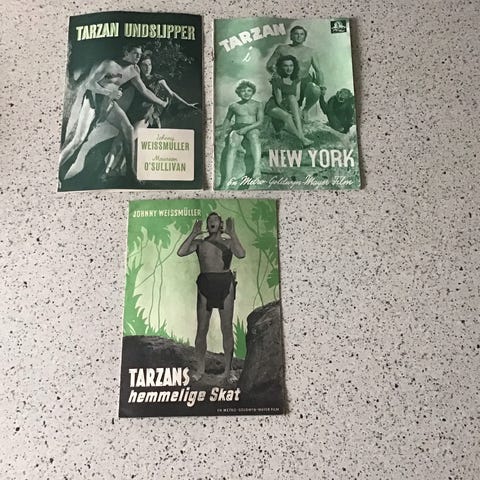 TARZAN UNDSLIPPER
Johnny
WEISSMÜLLER
Maureen
O'SULLIVAN
TARZAN
i
NEW YORK
En Metro-Goldwyn-Mayer Film
JOHNNY WEISSMÜLLER
TARZANS
hemmelige Skat
EN METRO-GOLDWYN-MAYER FILM